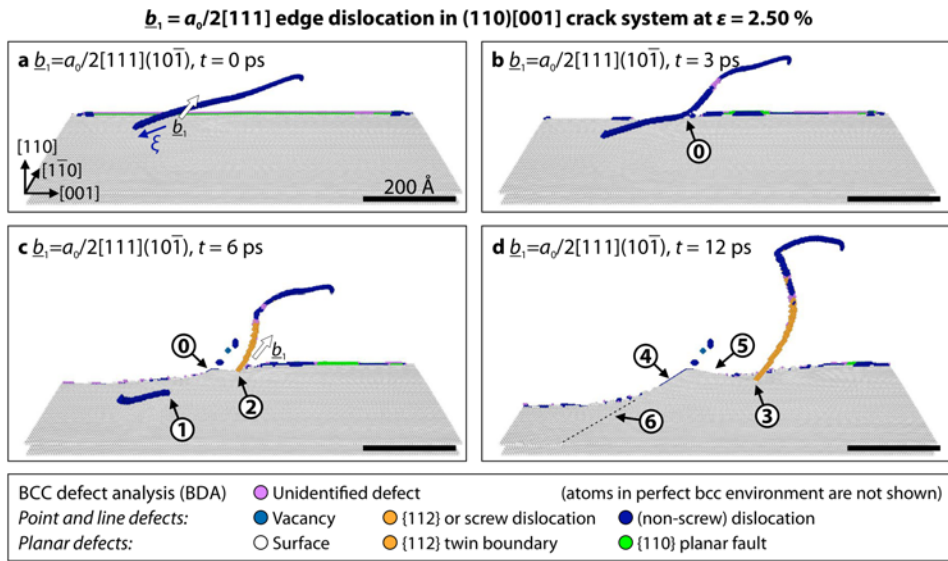 b₁ = a₀/2[111] edge dislocation in (110)[001] crack system at ε = 2.50 %
a b₁=a₀/2[111](101̅), t = 0 ps
b₁
ξ
[110]
[11̅0]
[001]
200 Å
b b₁=a₀/2[111](101̅), t = 3 ps
0
c b₁=a₀/2[111](101̅), t = 6 ps
0
b₁
1
2
d b₁=a₀/2[111](101̅), t = 12 ps
4
5
6
3
BCC defect analysis (BDA) Unidentified defect (atoms in perfect bcc environment are not shown)
Point and line defects: Vacancy {112} or screw dislocation (non-screw) dislocation
Planar defects: Surface {112} twin boundary {110} planar fault